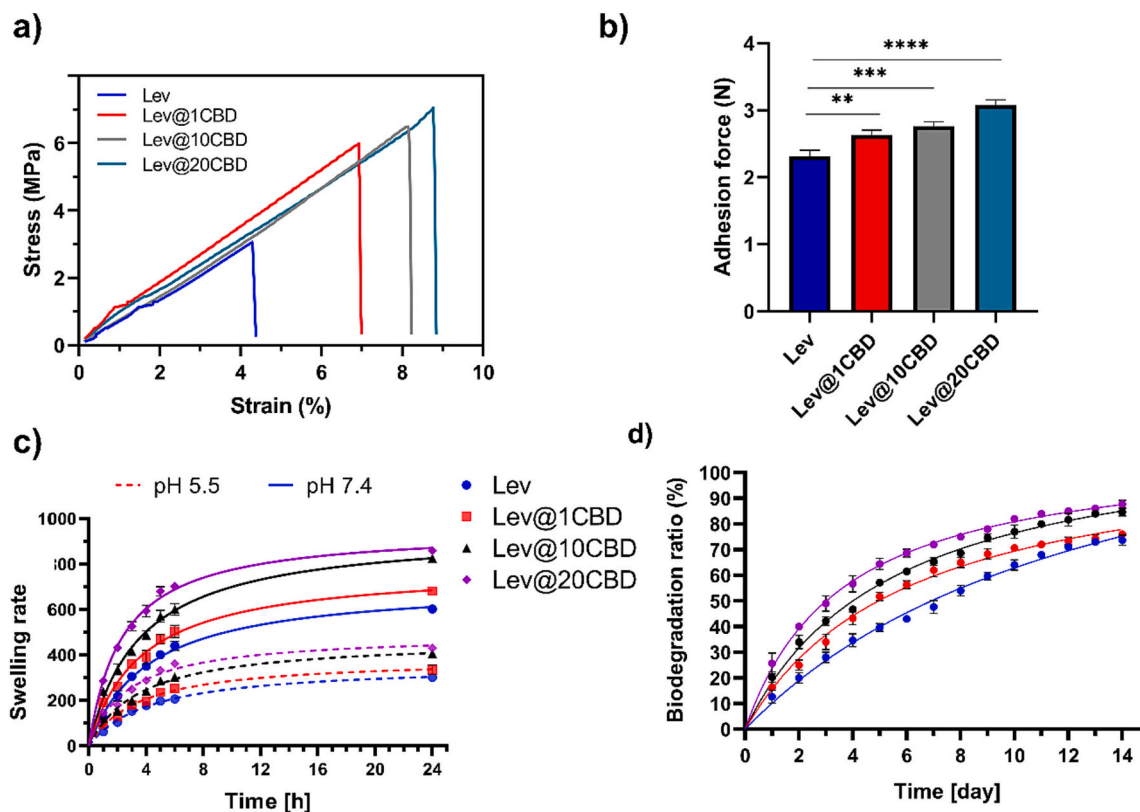 a)
Stress (MPa)
6
4
2
0
Lev
Lev@1CBD
Lev@10CBD
Lev@20CBD
0 2 4 6 8 10
Strain (%)
b)
Adhesion force (N)
4
3
2
1
0
****
***
**
Lev
Lev@1CBD
Lev@10CBD
Lev@20CBD
c)
pH 5.5 pH 7.4
Lev
Lev@1CBD
Lev@10CBD
Lev@20CBD
Swelling rate
1000
800
600
400
200
0
0 4 8 12 16 20 24
Time [h]
d)
Biodegradation ratio (%)
100
90
80
70
60
50
40
30
20
10
0
0 2 4 6 8 10 12 14
Time [day]